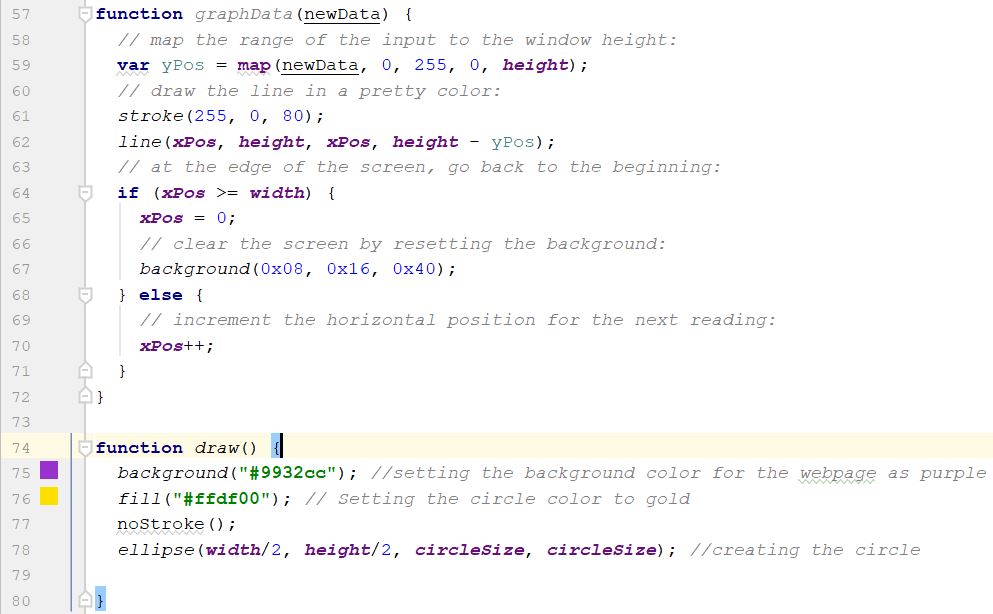 57 function graphData(newData) {
58 // map the range of the input to the window height:
59 var yPos = map(newData, 0, 255, 0, height);
60 // draw the line in a pretty color:
61 stroke(255, 0, 80);
62 line(xPos, height, xPos, height - yPos);
63 // at the edge of the screen, go back to the beginning:
64 if (xPos >= width) {
65 xPos = 0;
66 // clear the screen by resetting the background:
67 background(0x08, 0x16, 0x40);
68 } else {
69 // increment the horizontal position for the next reading:
70 xPos++;
71 }
72 }
73
74 function draw() {
75 background("#9932cc"); //setting the background color for the webpage as purple
76 fill("#ffdf00"); // Setting the circle color to gold
77 noStroke();
78 ellipse(width/2, height/2, circleSize, circleSize); //creating the circle
79
80 }